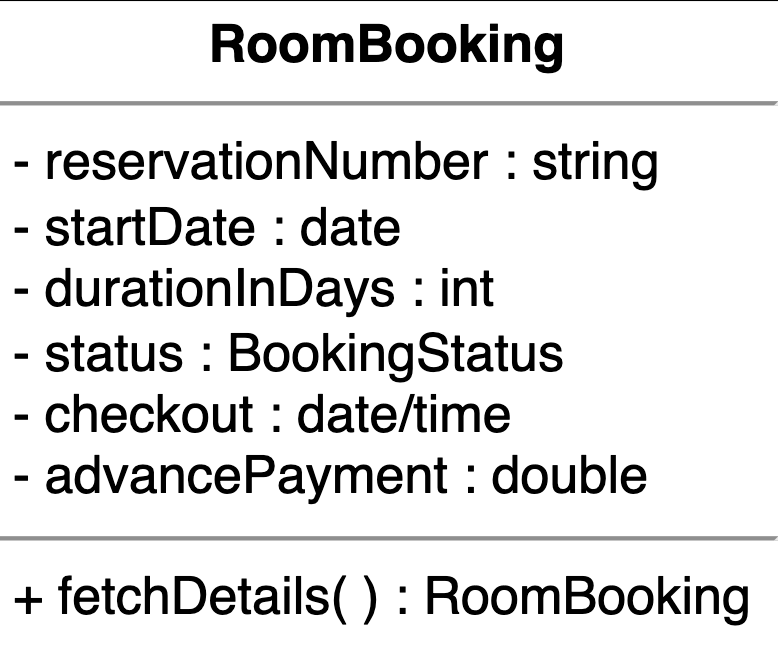 RoomBooking
- reservationNumber : string
- startDate : date
- durationInDays : int
- status : BookingStatus
- checkout : date/time
- advancePayment : double
+ fetchDetails( ) : RoomBooking